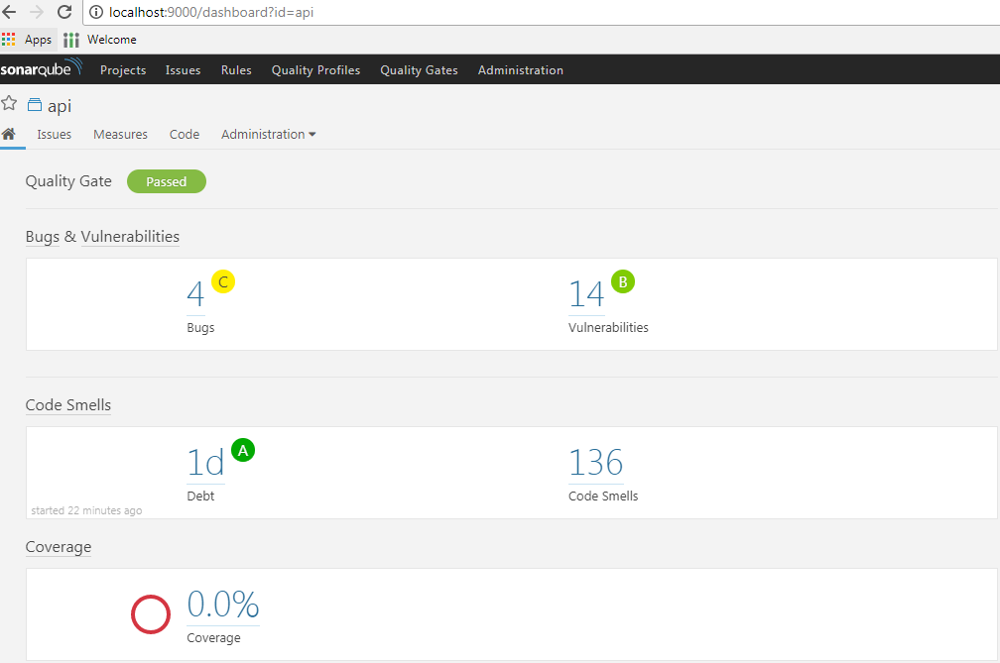 localhost:9000/dashboard?id=api
Apps Welcome
sonarqube Projects Issues Rules Quality Profiles Quality Gates Administration
api
Issues Measures Code Administration
Quality Gate Passed
Bugs & Vulnerabilities
4 C 14 B
Bugs Vulnerabilities
Code Smells
1d A 136
Debt Code Smells
started 22 minutes ago
Coverage
0.0%
Coverage